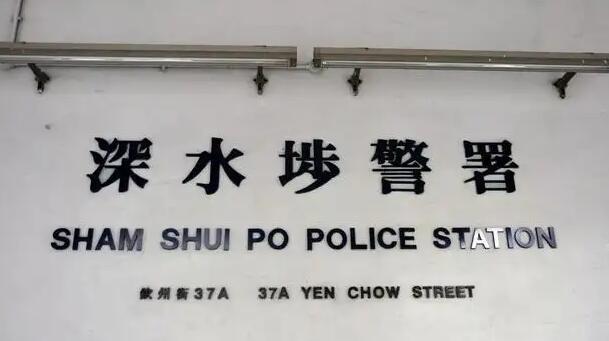 深水埗警署
SHAM SHUI PO POLICE STATION
欽州街37A 37A YEN CHOW STREET